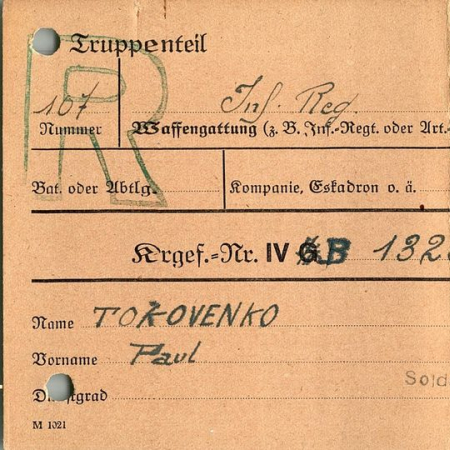 Truppenteil
R
107 Inf. Reg.
Nummer Waffengattung (z. B. Inf.-Regt. oder Art.-
Bat. oder Abtlg. Kompanie, Eskadron o. ä.
Krgef.-Nr. IV B 132
Name TOKOVENKO
Vorname Paul
Sold
M 1021